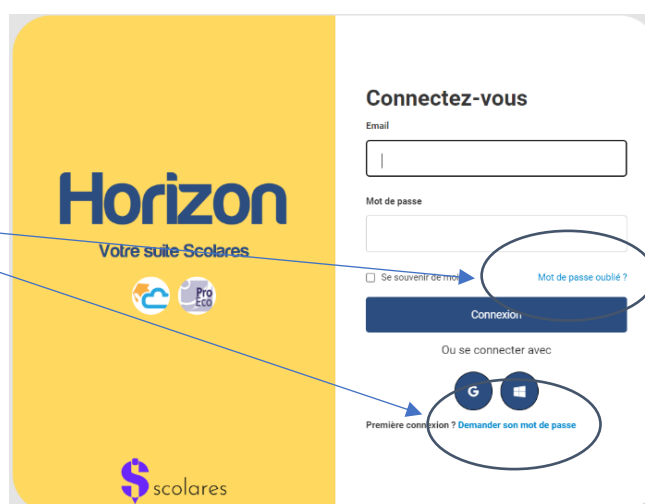 Horizon
Votre suite Scolares
Pro
ECO
scolares
Connectez-vous
Email
Mot de passe
Se souvenir de moi
Mot de passe oublié ?
Connexion
Ou se connecter avec
G
Première connexion ? Demander son mot de passe